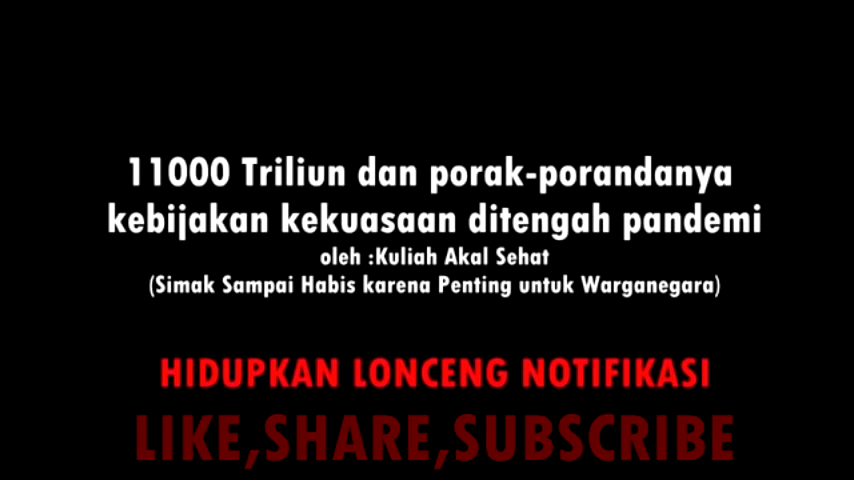 11000 Triliun dan porak-porandanya
kebijakan kekuasaan ditengah pandemi
oleh :Kuliah Akal Sehat
(Simak Sampai Habis karena Penting untuk Warganegara)
HIDUPKAN LONCENG NOTIFIKASI
LIKE,SHARE,SUBSCRIBE